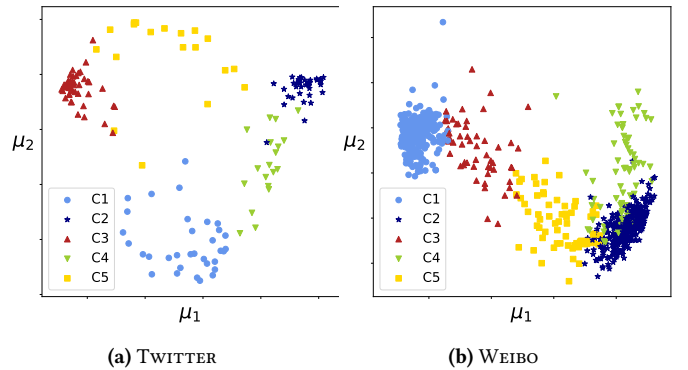 μ₂
C1
C2
C3
C4
C5
μ₁
(a) TWITTER
μ₂
C1
C2
C3
C4
C5
μ₁
(b) WEIBO